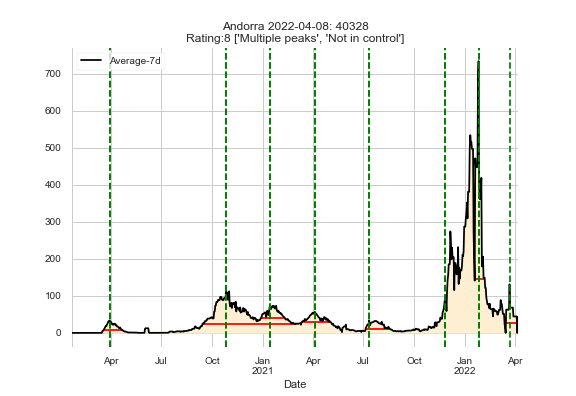 Andorra 2022-04-08: 40328
Rating:8 ['Multiple peaks', 'Not in control']
Average-7d
700
600
500
400
300
200
100
0
Apr Jul Oct Jan Apr Jul Oct Jan Apr
2021 2022
Date